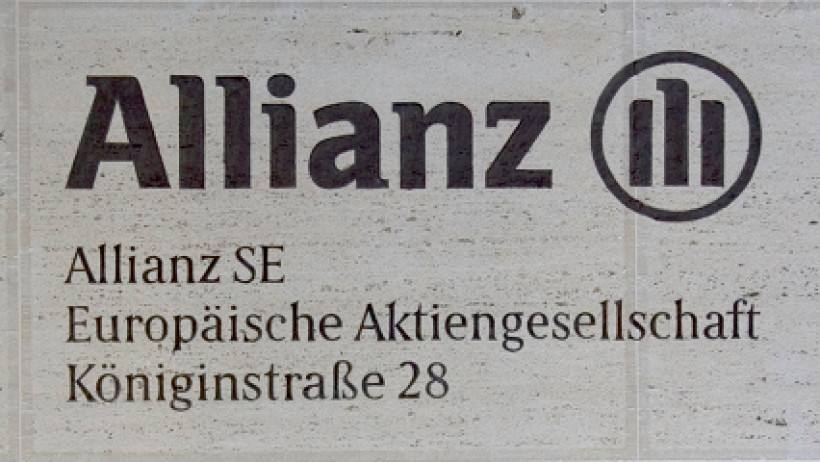 Allianz
Allianz SE
Europäische Aktiengesellschaft
Königinstraße 28